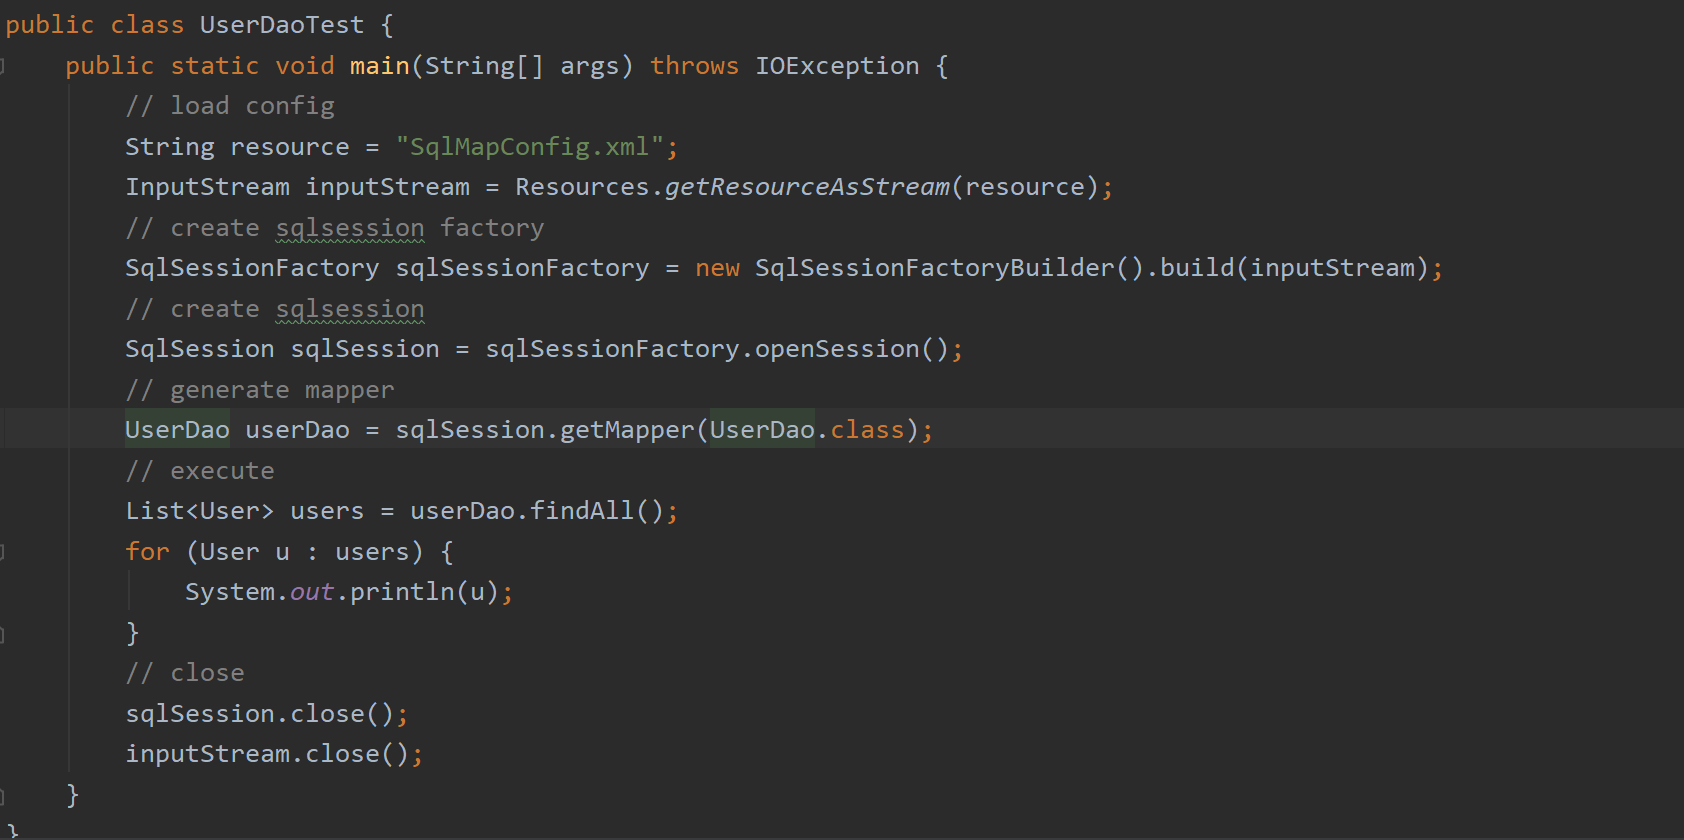 public class UserDaoTest {
    public static void main(String[] args) throws IOException {
        // load config
        String resource = "SqlMapConfig.xml";
        InputStream inputStream = Resources.getResourceAsStream(resource);
        // create sqlsession factory
        SqlSessionFactory sqlSessionFactory = new SqlSessionFactoryBuilder().build(inputStream);
        // create sqlsession
        SqlSession sqlSession = sqlSessionFactory.openSession();
        // generate mapper
        UserDao userDao = sqlSession.getMapper(UserDao.class);
        // execute
        List<User> users = userDao.findAll();
        for (User u : users) {
            System.out.println(u);
        }
        // close
        sqlSession.close();
        inputStream.close();
    }
}